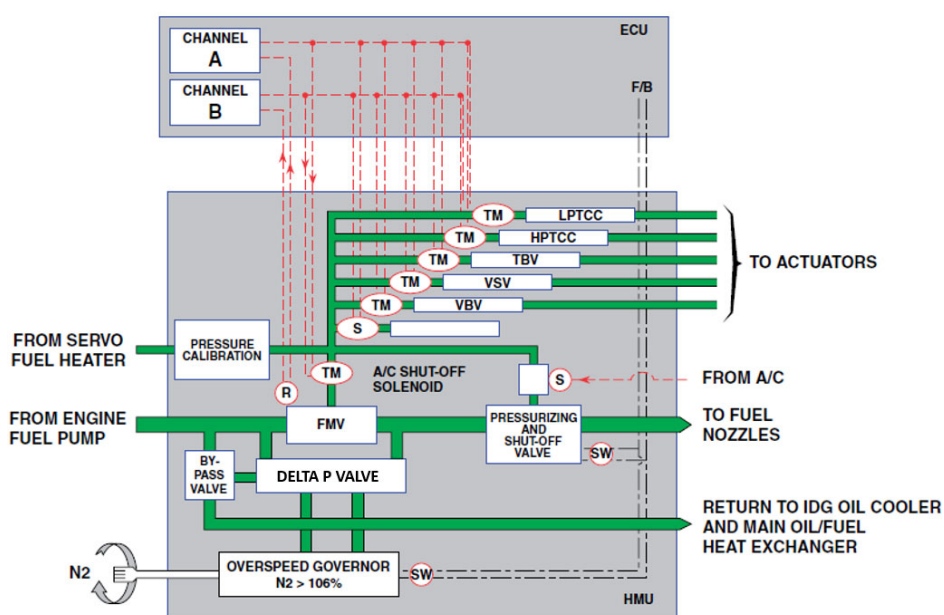 CHANNEL
A
ECU
CHANNEL
B
F/B
TM
LPTCC
TM
HPTCC
TM
TBV
TO ACTUATORS
TM
VSV
TM
VBV
S
FROM SERVO
FUEL HEATER
PRESSURE
CALIBRATION
TM
A/C SHUT-OFF
SOLENOID
S
FROM A/C
R
FROM ENGINE
FUEL PUMP
FMV
PRESSURIZING
AND
SHUT-OFF
VALVE
TO FUEL
NOZZLES
SW
BY-
PASS
VALVE
DELTA P VALVE
RETURN TO IDG OIL COOLER
AND MAIN OIL/FUEL
HEAT EXCHANGER
N2
OVERSPEED GOVERNOR
N2 > 106%
SW
HMU